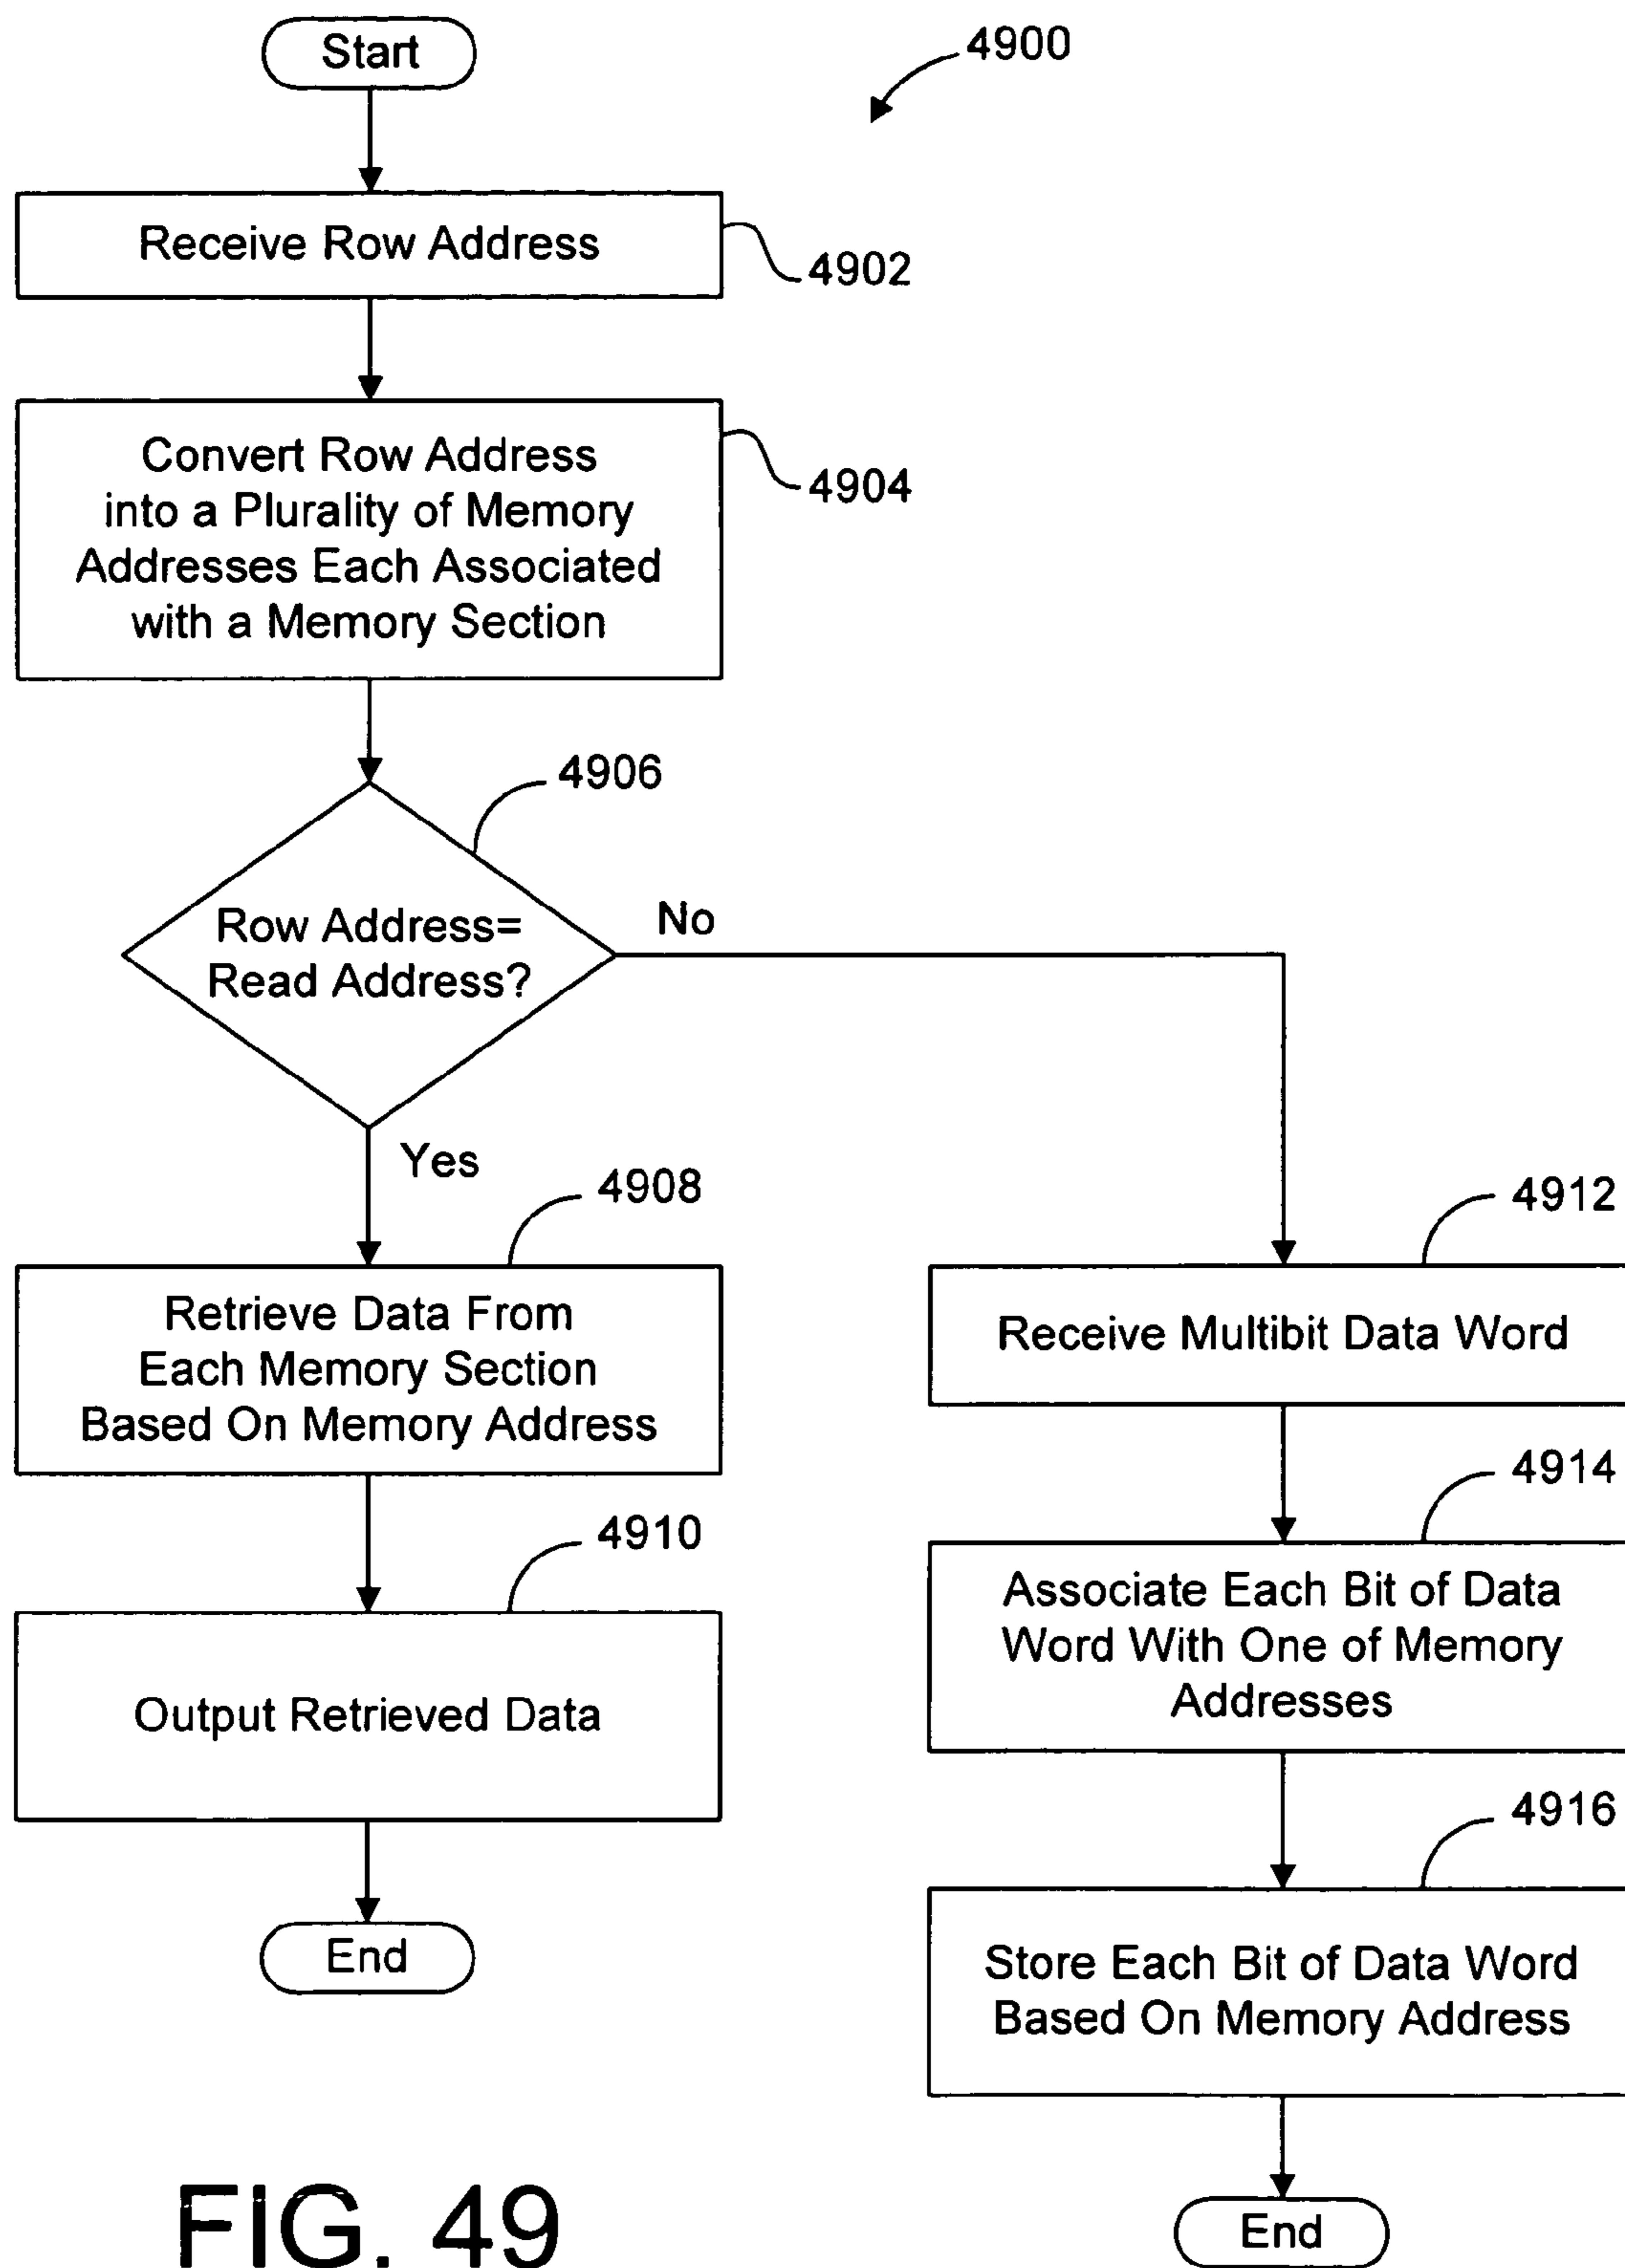 Start
4900
Receive Row Address
4902
Convert Row Address
into a Plurality of Memory
Addresses Each Associated
with a Memory Section
4904
4906
Row Address=
Read Address?
No
Yes
4908
Retrieve Data From
Each Memory Section
Based On Memory Address
4910
Output Retrieved Data
End
4912
Receive Multibit Data Word
4914
Associate Each Bit of Data
Word With One of Memory
Addresses
4916
Store Each Bit of Data Word
Based On Memory Address
End
FIG. 49